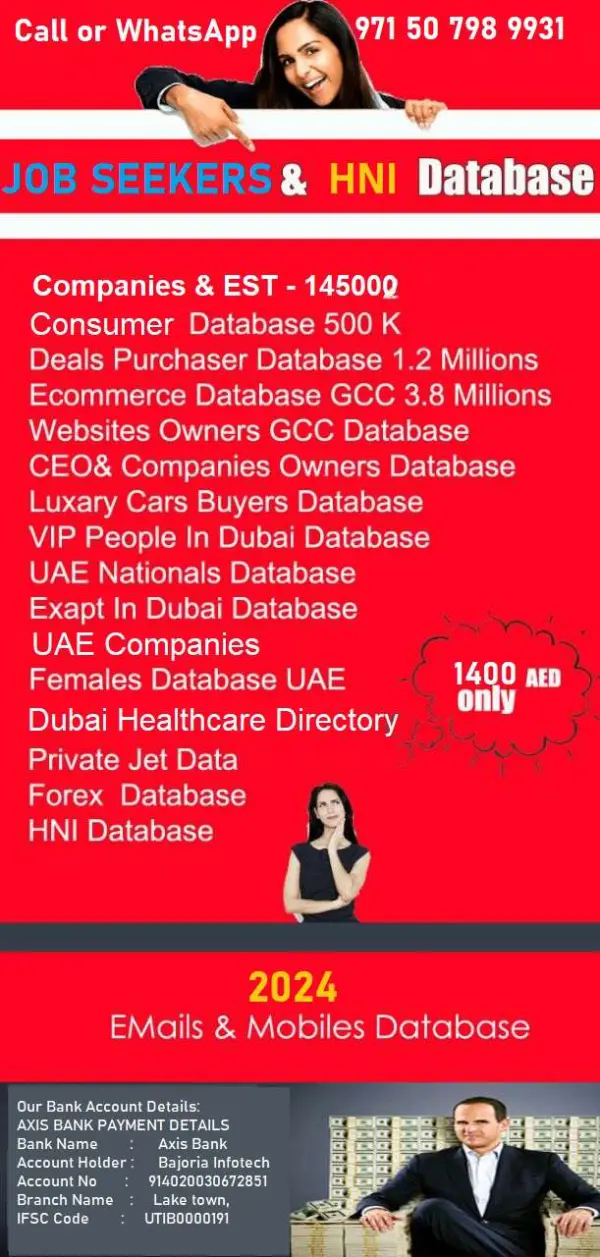 Call or WhatsApp 971 50 798 9931
JOB SEEKERS & HNI Database
Companies & EST - 145000
Consumer Database 500 K
Deals Purchaser Database 1.2 Millions
Ecommerce Database GCC 3.8 Millions
Websites Owners GCC Database
CEO& Companies Owners Database
Luxary Cars Buyers Database
VIP People In Dubai Database
UAE Nationals Database
Exapt In Dubai Database
UAE Companies
Females Database UAE
1400 AED
only
Dubai Healthcare Directory
Private Jet Data
Forex Database
HNI Database
2024
EMails & Mobiles Database
Our Bank Account Details:
AXIS BANK PAYMENT DETAILS
Bank Name : Axis Bank
Account Holder : Bajoria Infotech
Account No : 914020030672851
Branch Name : Lake town,
IFSC Code : UTIB0000191